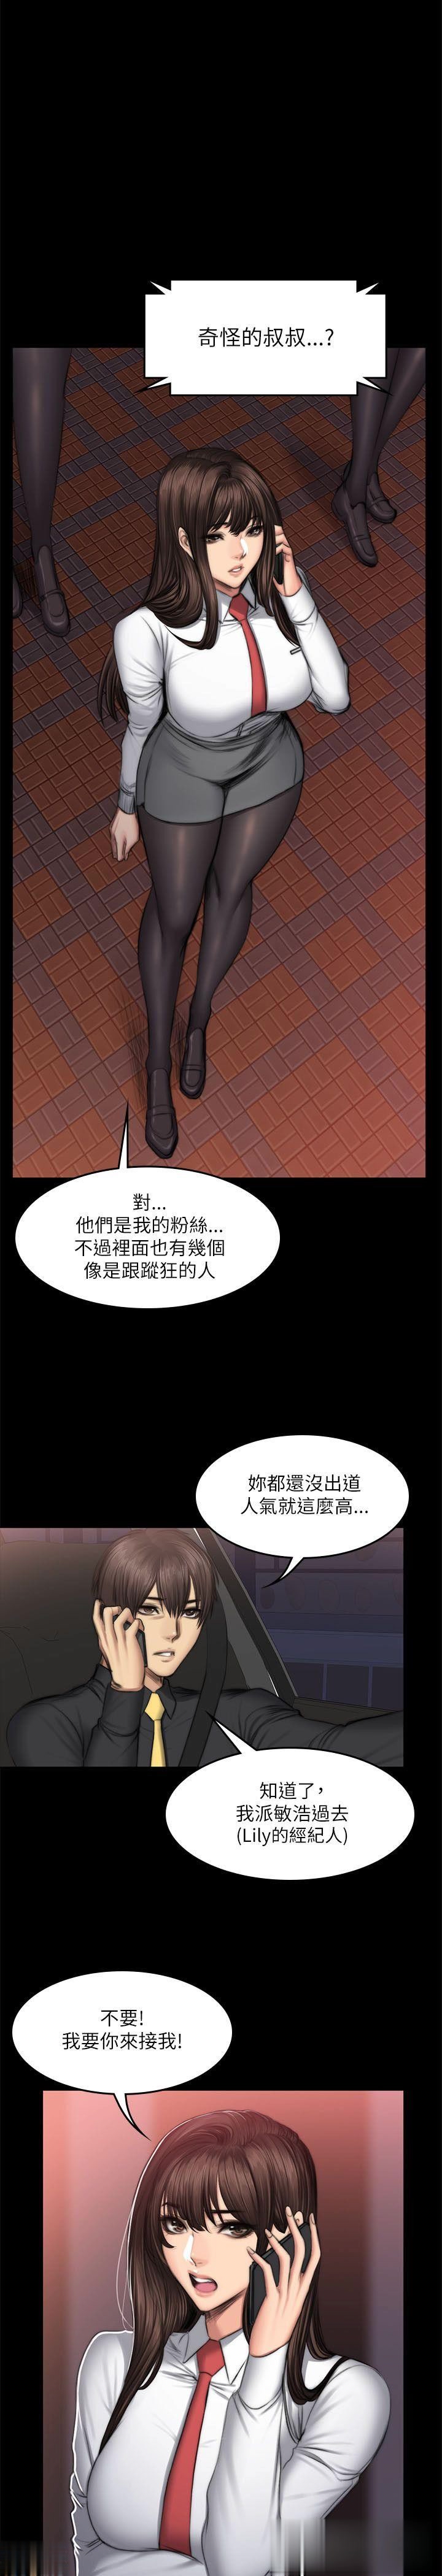 奇怪的叔叔...?
對...
他們是我的粉絲...
不過裡面也有幾個
像是跟蹤狂的人
妳都還沒出道
人氣就這麼高...
知道了,
我派敏浩過去
(Lily的經紀人)
不要!
我要你來接我!